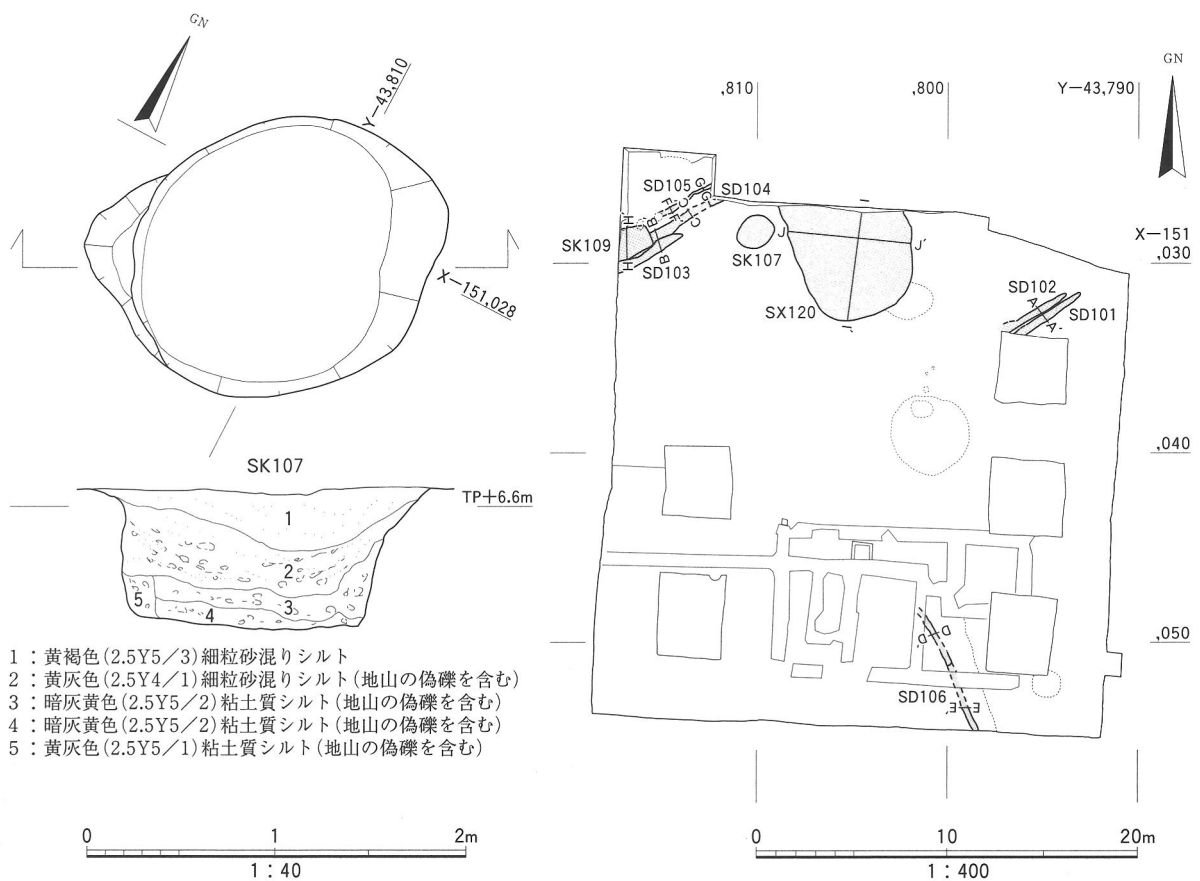 GN
Y−43,810
X−151,028
SK107
TP+6.6m
1
2
3
4
5
1：黄褐色(2.5Y5／3)細粒砂混りシルト
2：黄灰色(2.5Y4／1)細粒砂混りシルト(地山の偽礫を含む)
3：暗灰黄色(2.5Y5／2)粘土質シルト(地山の偽礫を含む)
4：暗灰黄色(2.5Y5／2)粘土質シルト(地山の偽礫を含む)
5：黄灰色(2.5Y5／1)粘土質シルト(地山の偽礫を含む)
0 1 2m
1：40
GN
,810 ,800 Y−43,790
X−151
,030
,040
,050
SD105
SD104
G
G'
F
F'
C
C
B
B
H
H
SK109
SD103
SK107
I
J
J'
SX120
I'
SD102
SD101
A
A'
D
D'
SD106
E
E'
0 10 20m
1：400